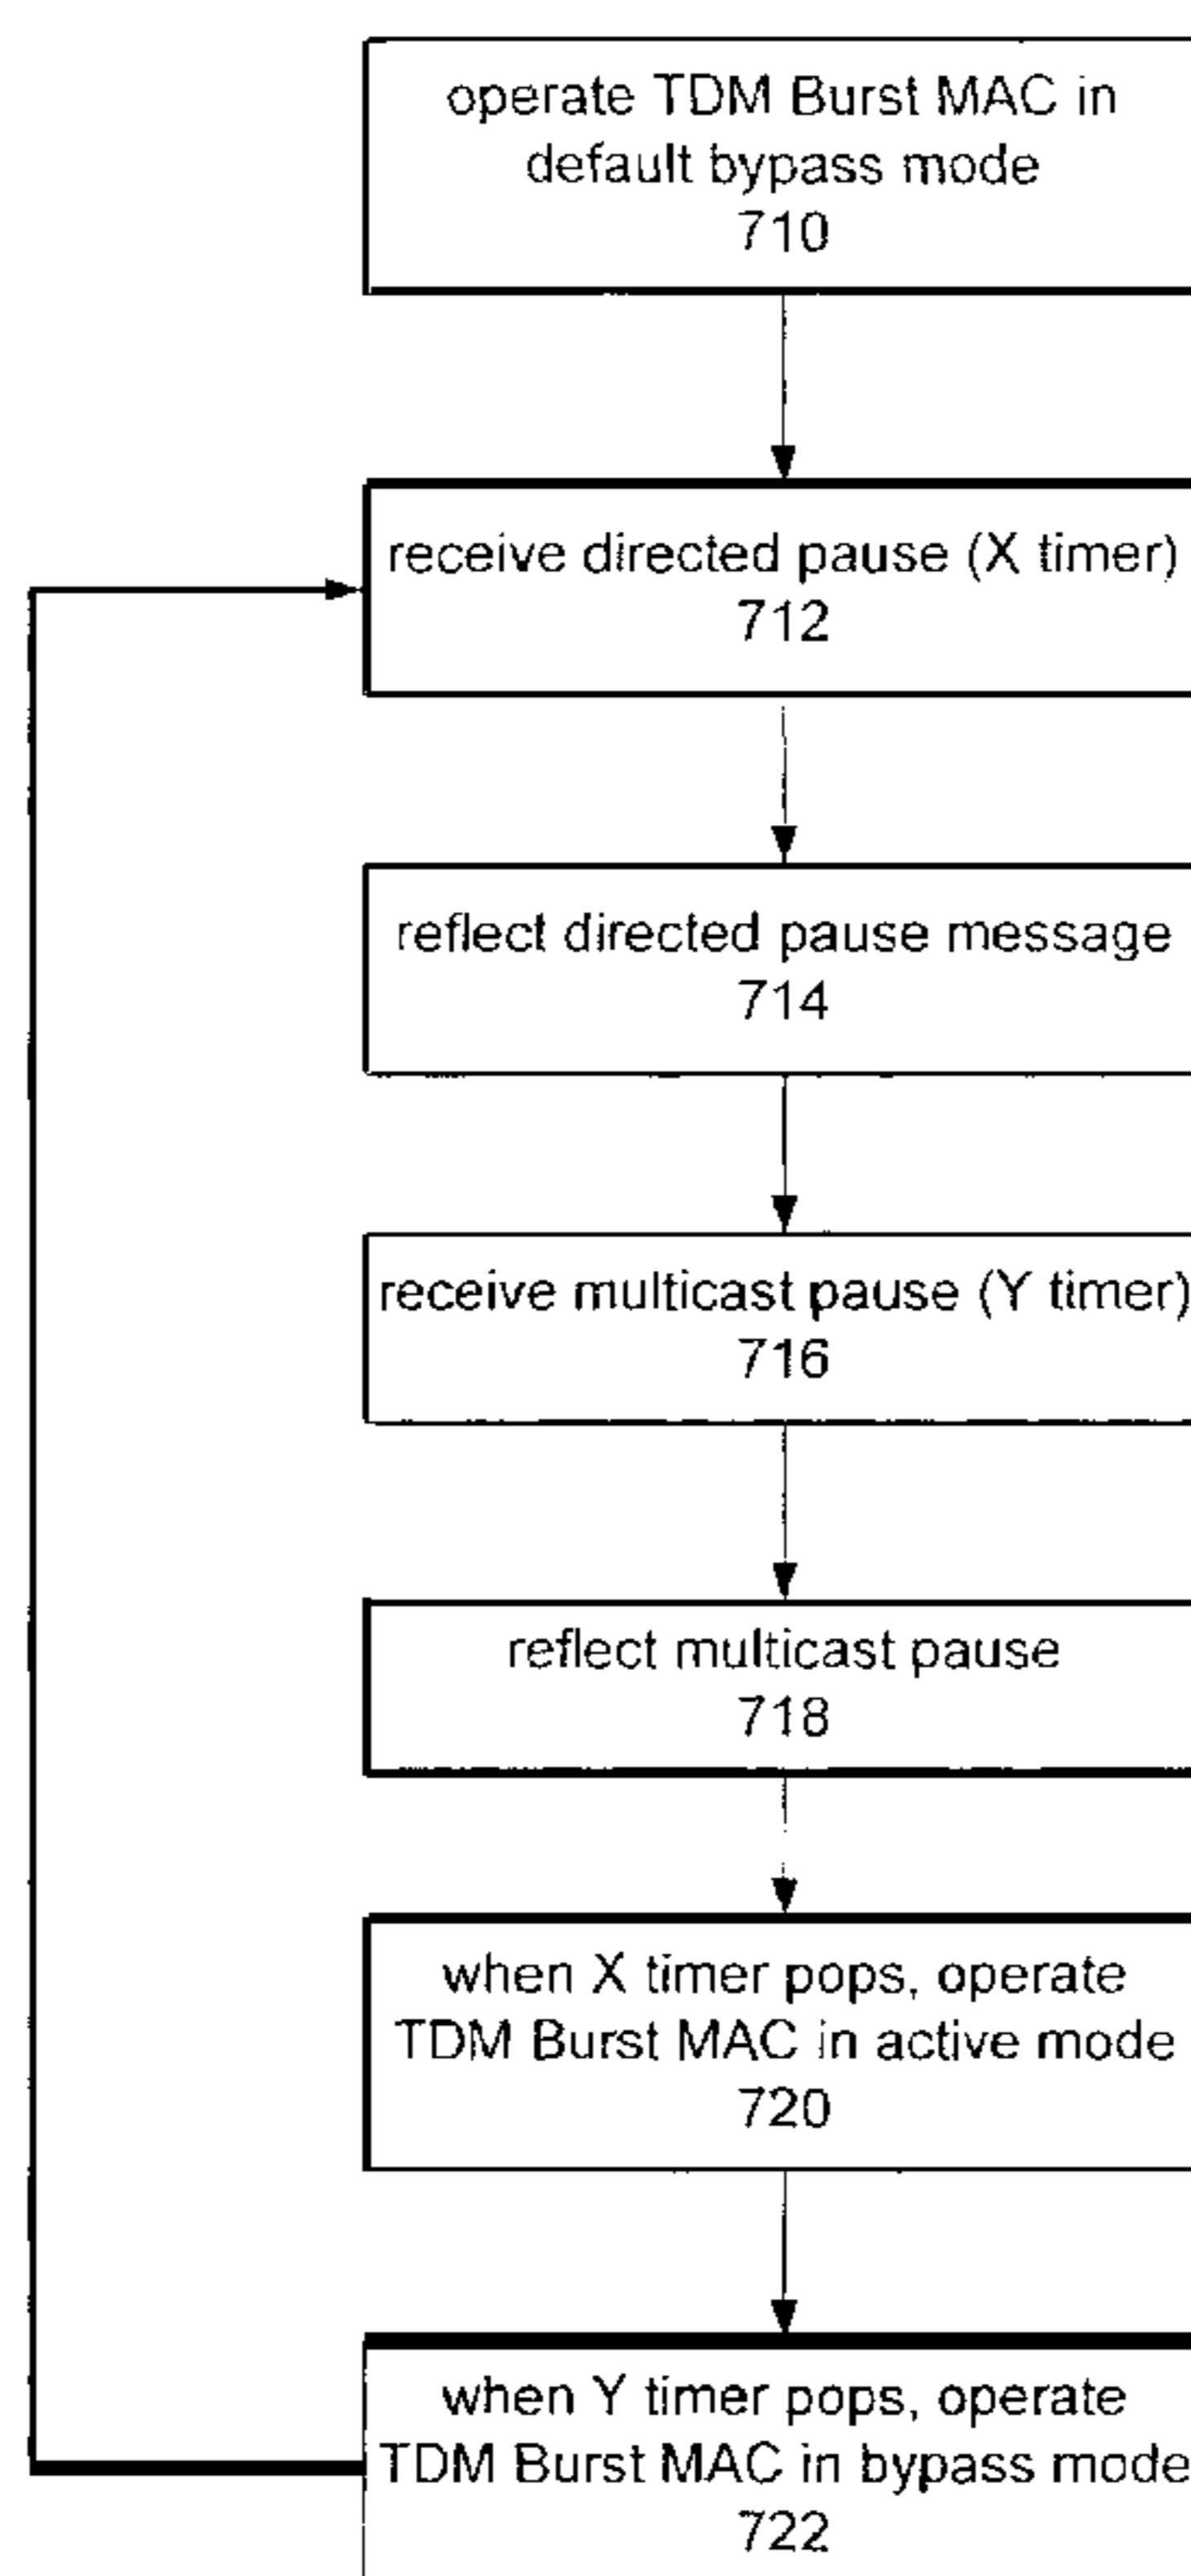 operate TDM Burst MAC in
default bypass mode
710
receive directed pause (X timer)
712
reflect directed pause message
714
receive multicast pause (Y timer)
716
reflect multicast pause
718
when X timer pops, operate
TDM Burst MAC in active mode
720
when Y timer pops, operate
TDM Burst MAC in bypass mode
722